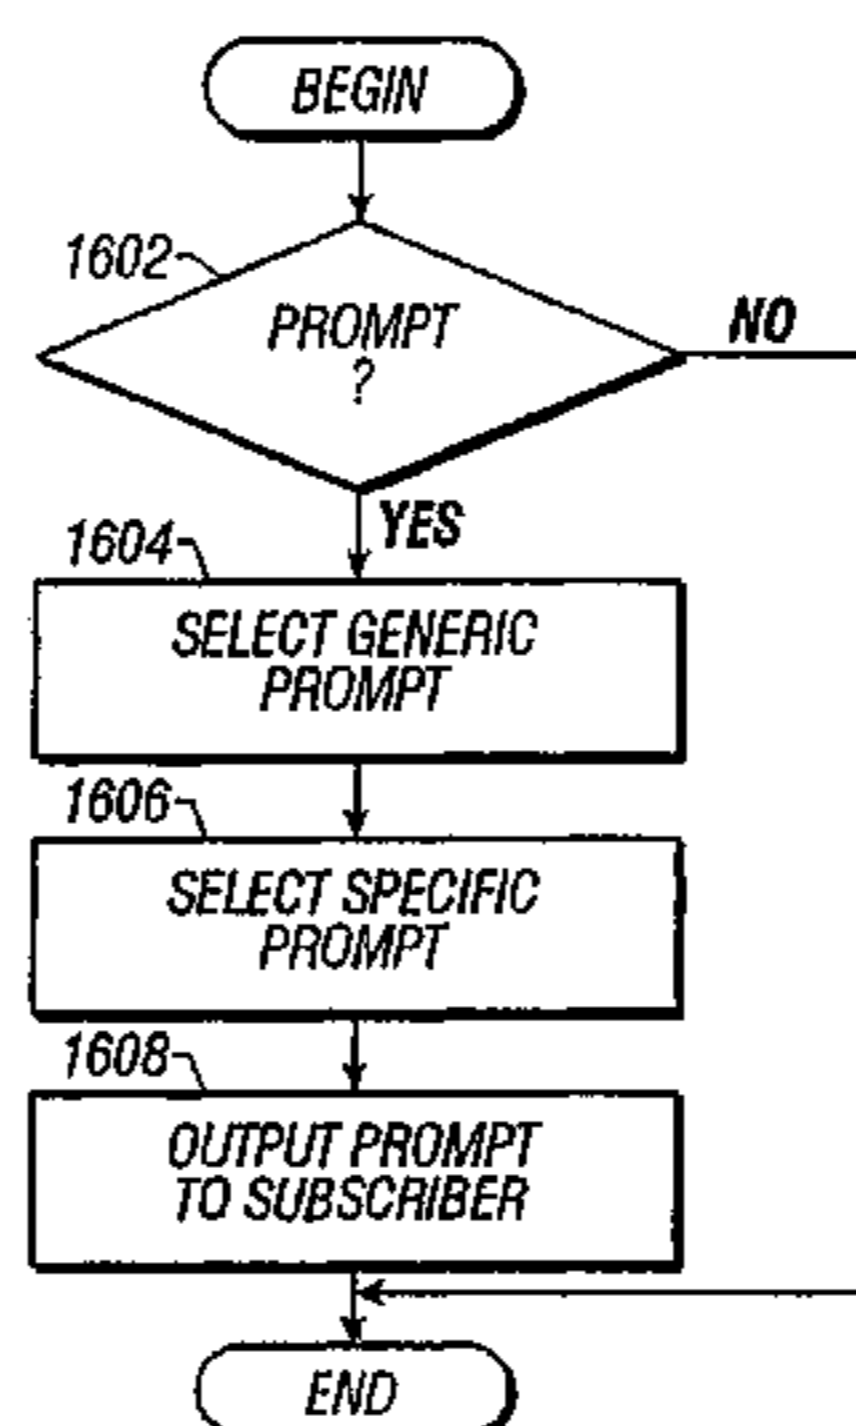 BEGIN
1602
PROMPT
?
NO
YES
1604
SELECT GENERIC
PROMPT
1606
SELECT SPECIFIC
PROMPT
1608
OUTPUT PROMPT
TO SUBSCRIBER
END